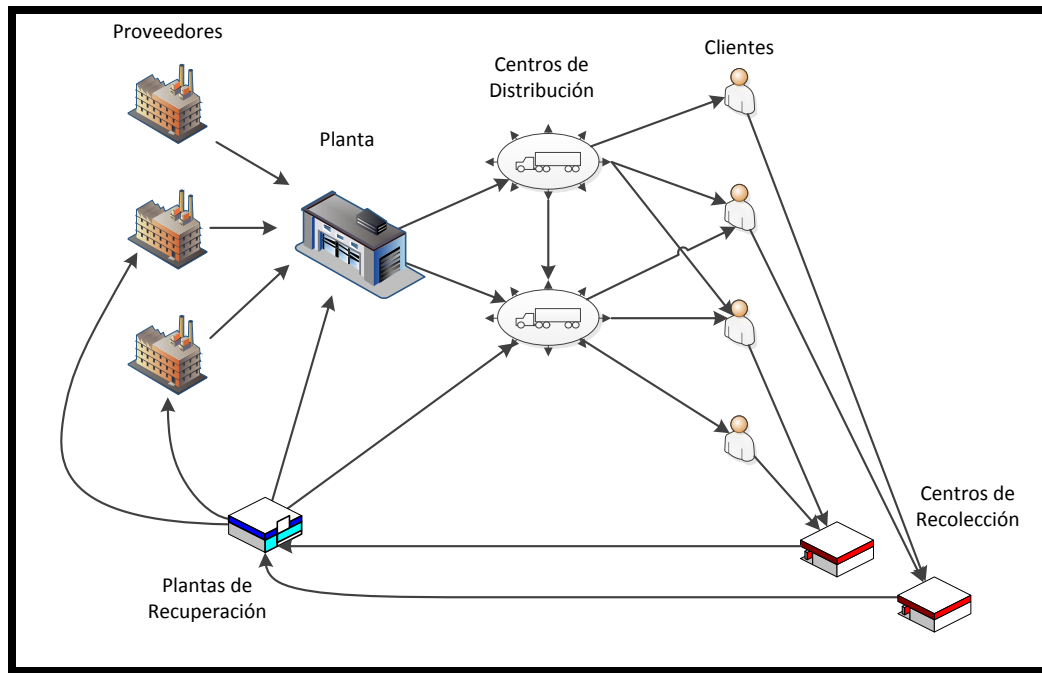 Proveedores
Clientes
Centros de
Distribución
Planta
Centros de
Recolección
Plantas de
Recuperación